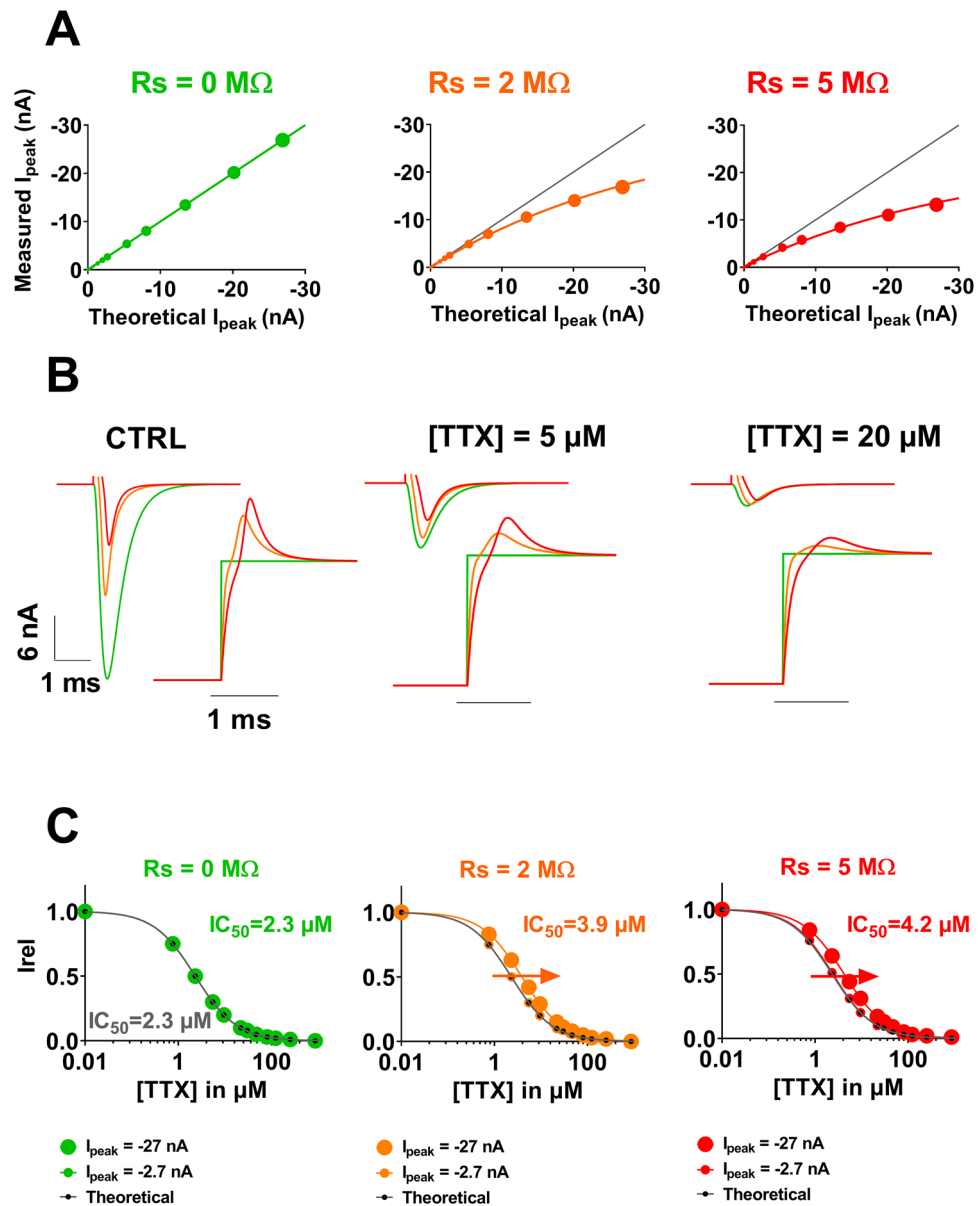 A
Rs = 0 MΩ
Rs = 2 MΩ
Rs = 5 MΩ
Measured Ipeak (nA)
-30
-20
-10
0
0
-10
-20
-30
Theoretical Ipeak (nA)
-30
-20
-10
0
0
-10
-20
-30
Theoretical Ipeak (nA)
-30
-20
-10
0
0
-10
-20
-30
Theoretical Ipeak (nA)
B
CTRL
[TTX] = 5 µM
[TTX] = 20 µM
6 nA
1 ms
1 ms
C
Rs = 0 MΩ
Rs = 2 MΩ
Rs = 5 MΩ
Irel
1.0
0.5
0.0
IC50=2.3 µM
IC50=2.3 µM
0.01
1
100
[TTX] in µM
1.0
0.5
0.0
IC50=3.9 µM
0.01
1
100
[TTX] in µM
1.0
0.5
0.0
IC50=4.2 µM
0.01
1
100
[TTX] in µM
Ipeak = -27 nA
Ipeak = -2.7 nA
Theoretical
Ipeak = -27 nA
Ipeak = -2.7 nA
Theoretical
Ipeak = -27 nA
Ipeak = -2.7 nA
Theoretical